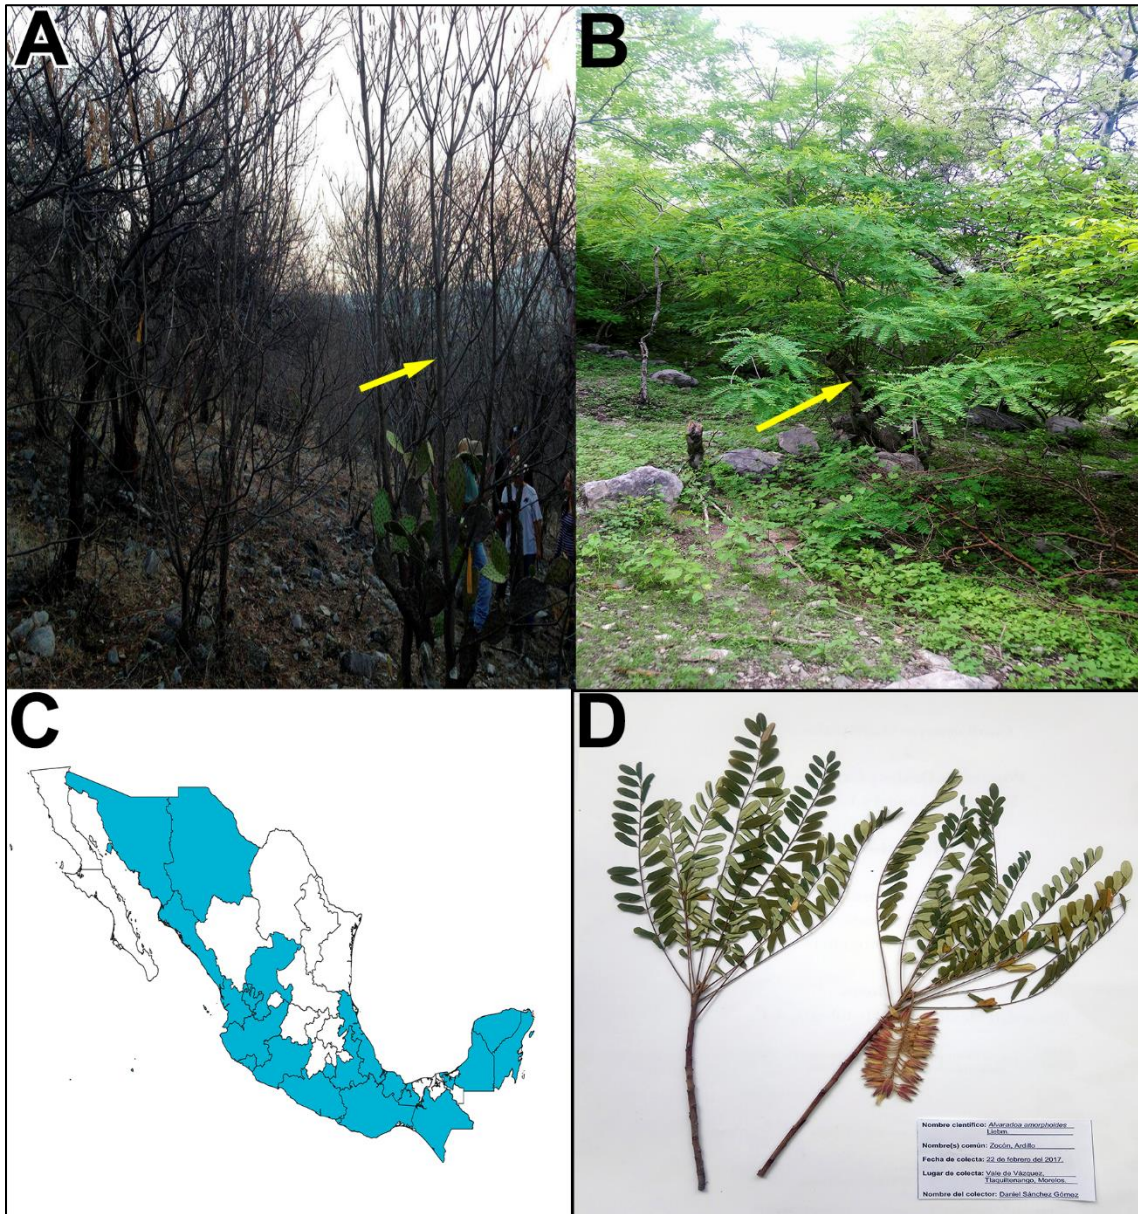 A
B
C
D
Nombre científico: Alvaradoa amorphoides
Liebm.
Nombre(s) común: Zocón, Ardillo
Fecha de colecta: 22 de febrero del 2017.
Lugar de colecta: Vale de Vázquez,
Tlaquiltenango, Morelos.
Nombre del colector: Daniel Sánchez Gómez